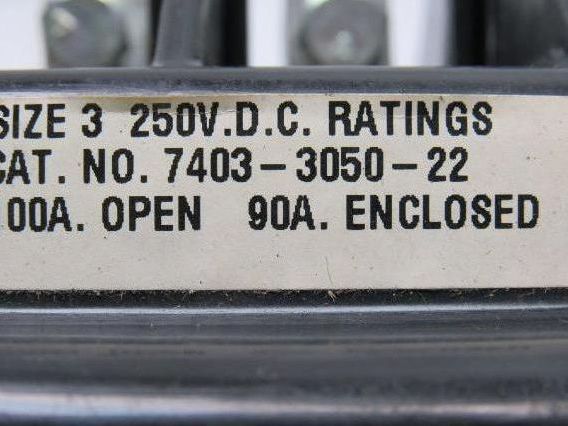 SIZE 3 250V.D.C. RATINGS
CAT. NO. 7403-3050-22
00A. OPEN 90A. ENCLOSED